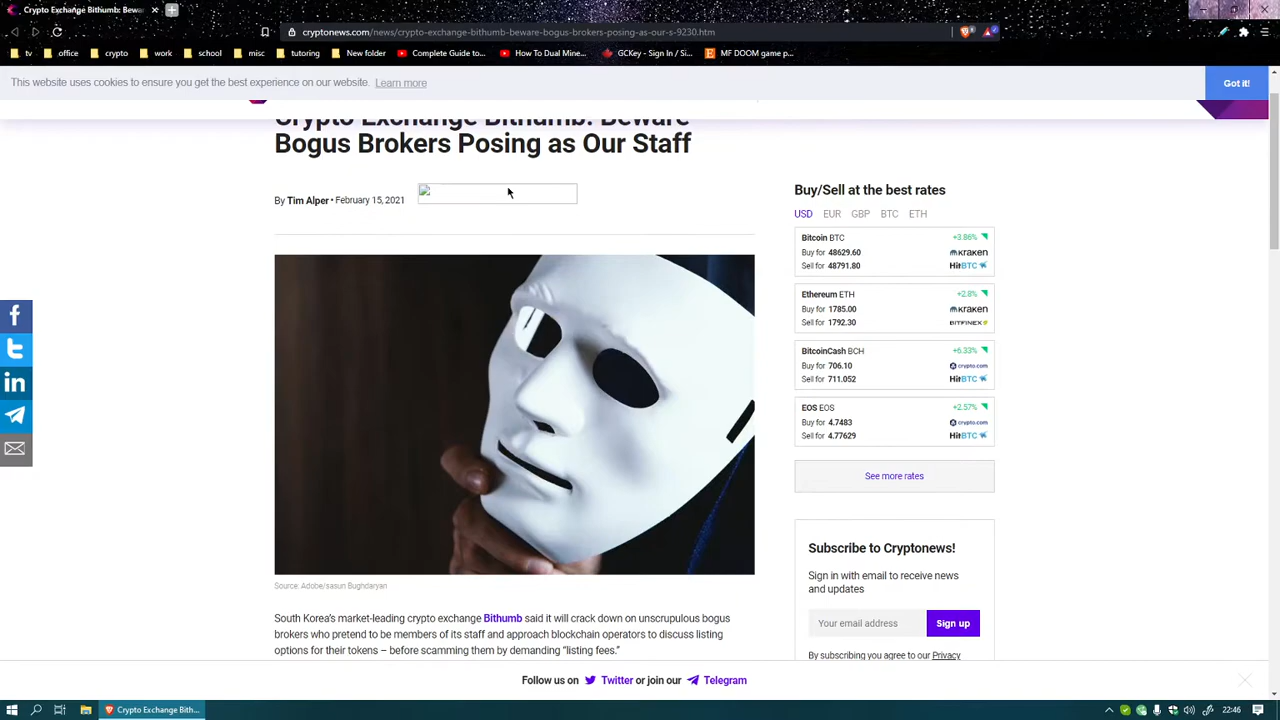 Crypto Exchange Bithumb: Bewa
cryptonews.com/news/crypto-exchange-bithumb-beware-bogus-brokers-posing-as-our-s-9230.htm
tv office crypto work school misc tutoring New folder Complete Guide to... How To Dual Mine... GCKey - Sign In / Si... MF DOOM game p...
This website uses cookies to ensure you get the best experience on our website. Learn more
Got it!
Crypto Exchange Bithumb: Beware
Bogus Brokers Posing as Our Staff
By Tim Alper • February 15, 2021
Source: Adobe/sasun Bughdaryan
South Korea's market-leading crypto exchange Bithumb said it will crack down on unscrupulous bogus
brokers who pretend to be members of its staff and approach blockchain operators to discuss listing
options for their tokens – before scamming them by demanding "listing fees."
Buy/Sell at the best rates
USD EUR GBP BTC ETH
Bitcoin BTC +3.86%
Buy for 48629.60 KRAKEN
Sell for 48791.80 HitBTC
Ethereum ETH +2.8%
Buy for 1785.00 KRAKEN
Sell for 1792.30 BITFINEX
BitcoinCash BCH +6.33%
Buy for 706.10 crypto.com
Sell for 711.052 HitBTC
EOS EOS +2.57%
Buy for 4.7483 crypto.com
Sell for 4.77629 HitBTC
See more rates
Subscribe to Cryptonews!
Sign in with email to receive news
and updates
Your email address Sign up
By subscribing you agree to our Privacy
Follow us on Twitter or join our Telegram
Crypto Exchange Bith...
22:46